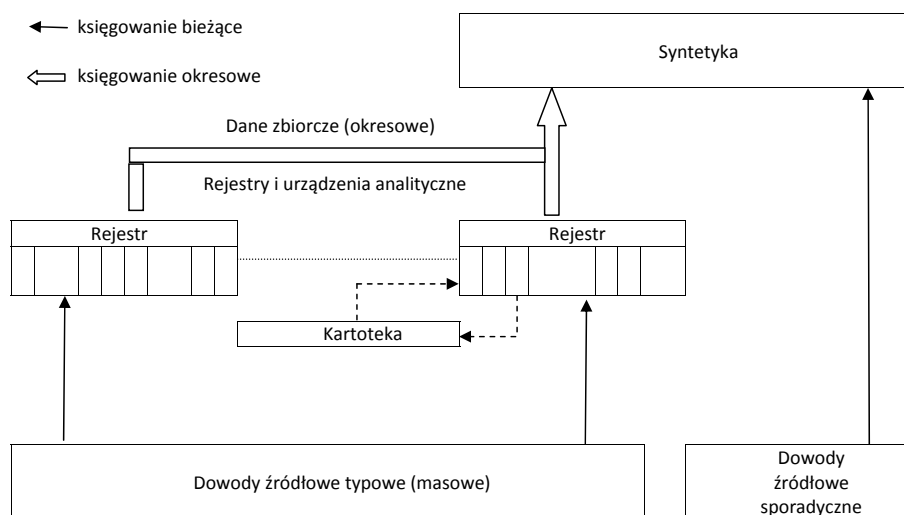 księgowanie bieżące
Syntetyka
księgowanie okresowe
Dane zbiorcze (okresowe)
Rejestry i urządzenia analityczne
Rejestr
Rejestr
Kartoteka
Dowody źródłowe typowe (masowe)
Dowody
źródłowe
sporadyczne